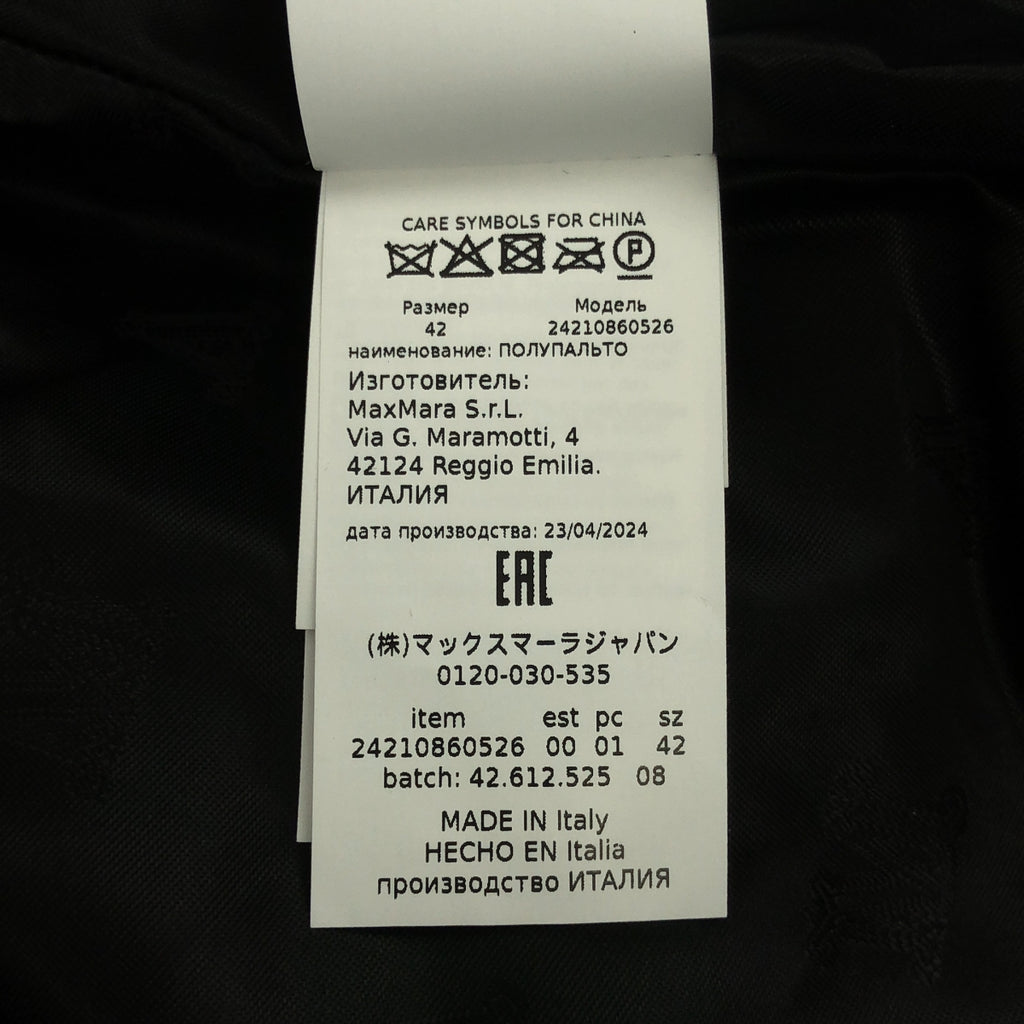 CARE SYMBOLS FOR CHINA
P
Размер Модель
42 24210860526
наименование: ПОЛУПАЛЬТО
Изготовитель:
MaxMara S.r.L.
Via G. Maramotti, 4
42124 Reggio Emilia.
ИТАЛИЯ
дата производства: 23/04/2024
EAC
(株)マックスマーラジャパン
0120-030-535
item est pc sz
24210860526 00 01 42
batch: 42.612.525 08
MADE IN Italy
HECHO EN Italia
производство ИТАЛИЯ